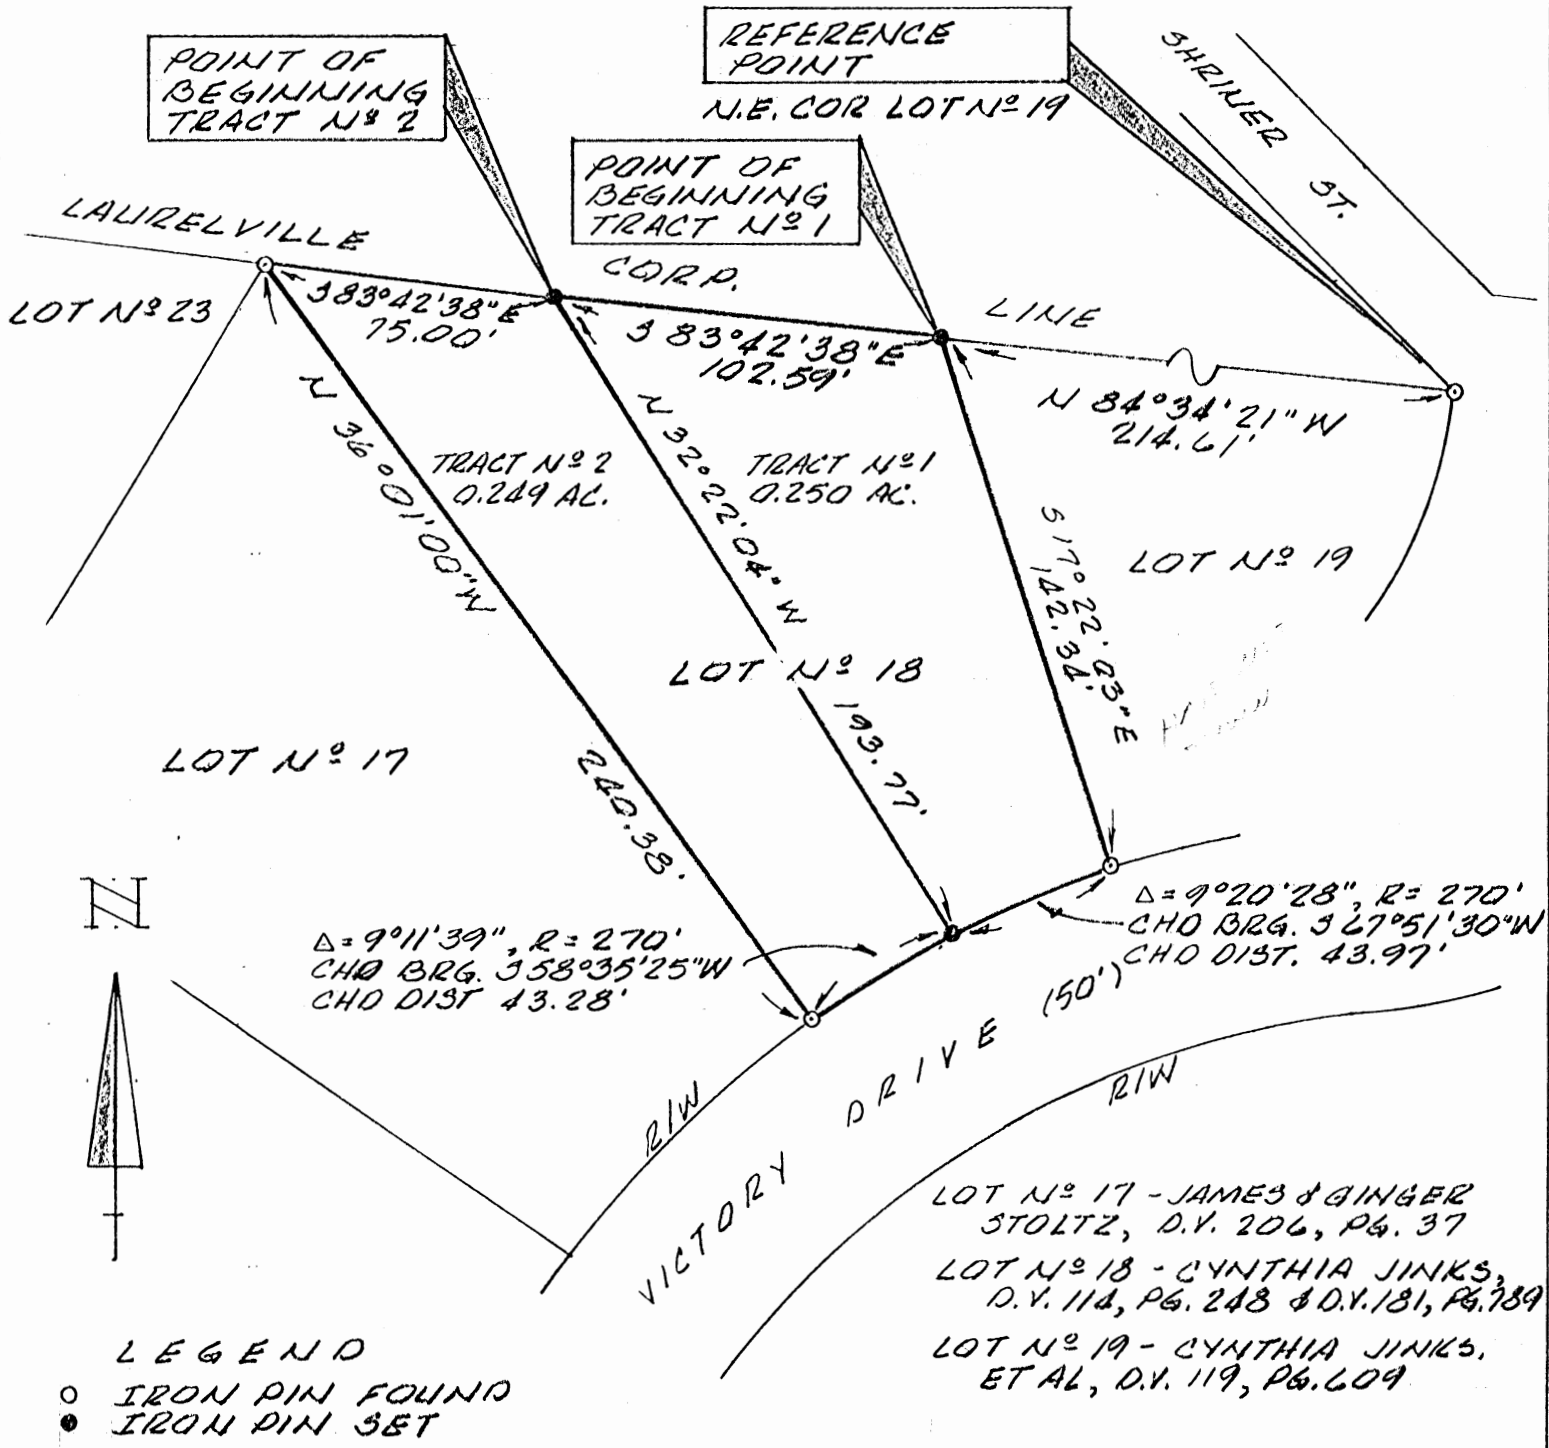 POINT OF
BEGINNING
TRACT Nº 2
REFERENCE
POINT
N.E. COR LOT Nº 19
SHRINER
ST.
POINT OF
BEGINNING
TRACT Nº 1
LAURELVILLE
CORP.
LINE
LOT Nº 23
S 83°42'38"E
75.00'
S 83°42'38"E
102.59'
N 84°34'21"W
214.61'
N 36°01'00"W
240.38'
TRACT Nº 2
0.249 AC.
N 32°22'04"W
193.77'
TRACT Nº 1
0.250 AC.
S 17°22'03"E
142.34'
LOT Nº 19
LOT Nº 18
LOT Nº 17
N
Δ=9°11'39", R=270'
CHD BRG. S 58°35'25"W
CHD DIST 43.28'
Δ=9°20'28", R=270'
CHD BRG. S 67°51'30"W
CHD DIST. 43.97'
VICTORY DRIVE (50')
R/W
R/W
LOT Nº 17 - JAMES & GINGER
STOLTZ, D.V. 206, PG. 37
LOT Nº 18 - CYNTHIA JINKS,
D.V. 114, PG. 248 & D.V. 181, PG. 789
LOT Nº 19 - CYNTHIA JINKS,
ET AL, D.V. 119, PG. 609
LEGEND
IRON PIN FOUND
IRON PIN SET